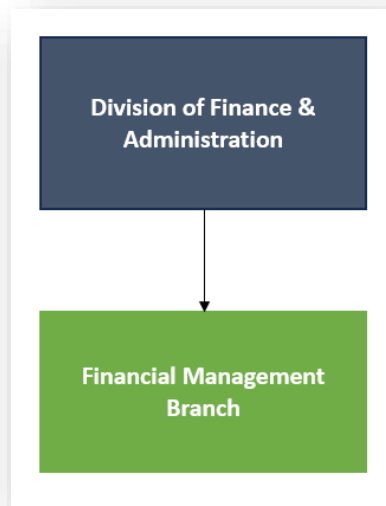 Division of Finance &
Administration
Financial Management
Branch